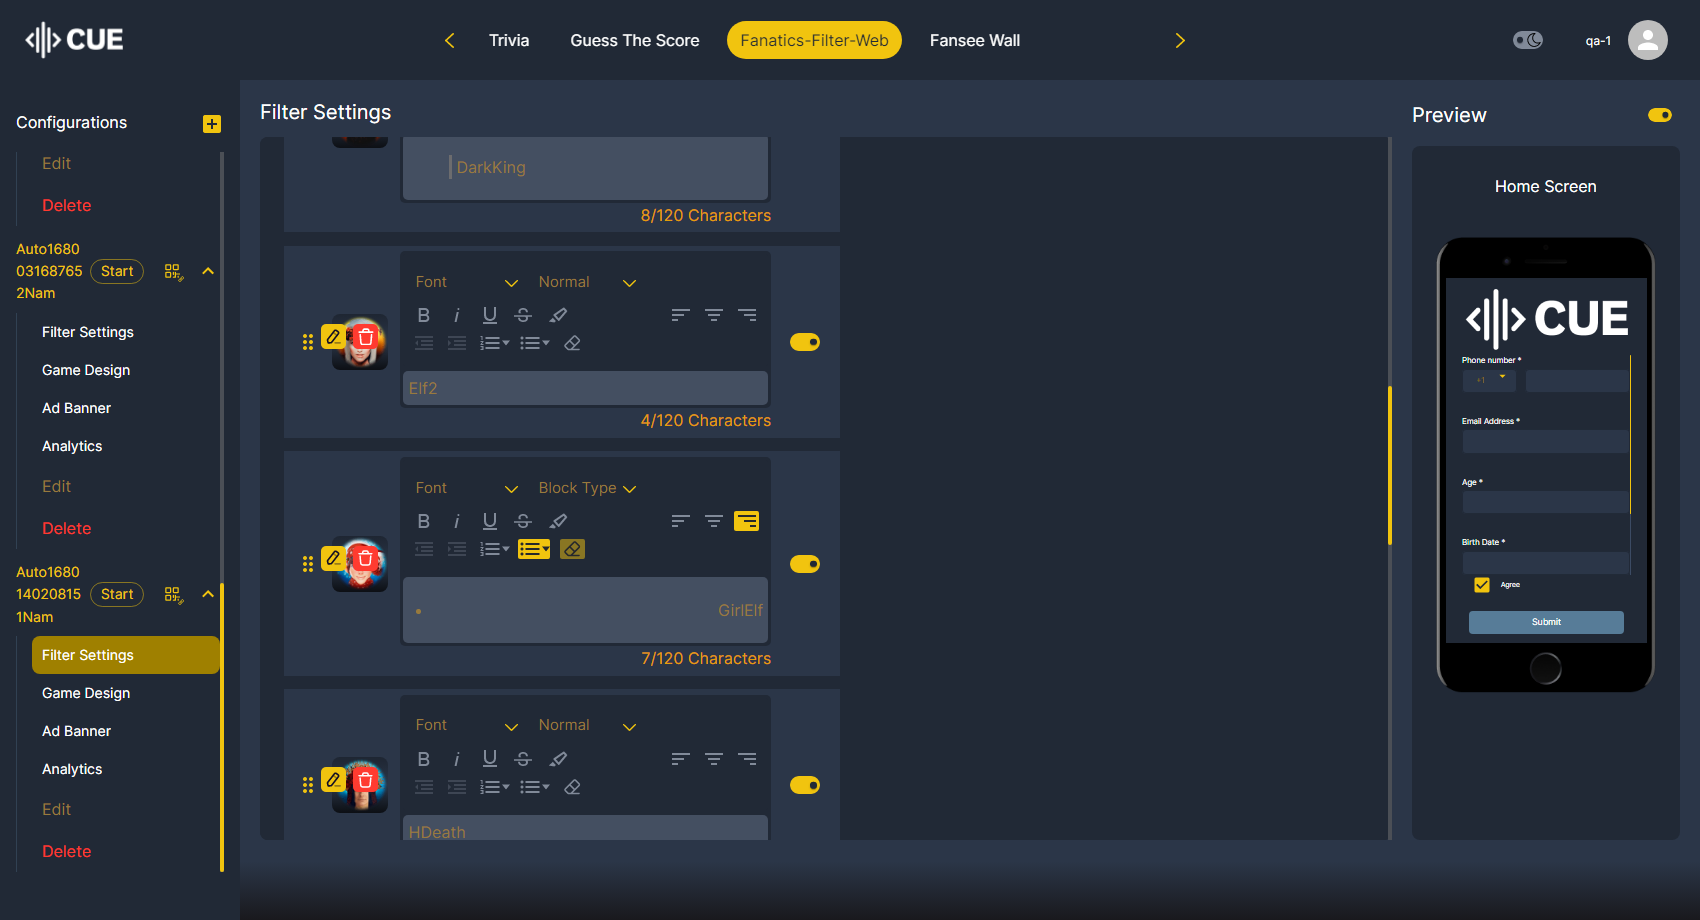 CUE
Trivia
Guess The Score
Fanatics-Filter-Web
Fansee Wall
qa-1
Configurations
Edit
Delete
Auto1680
03168765
2Nam
Start
Filter Settings
Game Design
Ad Banner
Analytics
Edit
Delete
Auto1680
14020815
1Nam
Start
Filter Settings
Game Design
Ad Banner
Analytics
Edit
Delete
Filter Settings
DarkKing
8/120 Characters
Font
Normal
B i U S
Elf2
4/120 Characters
Font
Block Type
B i U S
• GirlElf
7/120 Characters
Font
Normal
B i U S
HDeath
Preview
Home Screen
CUE
Phone number *
+1
Email Address *
Age *
Birth Date *
Agree
Submit